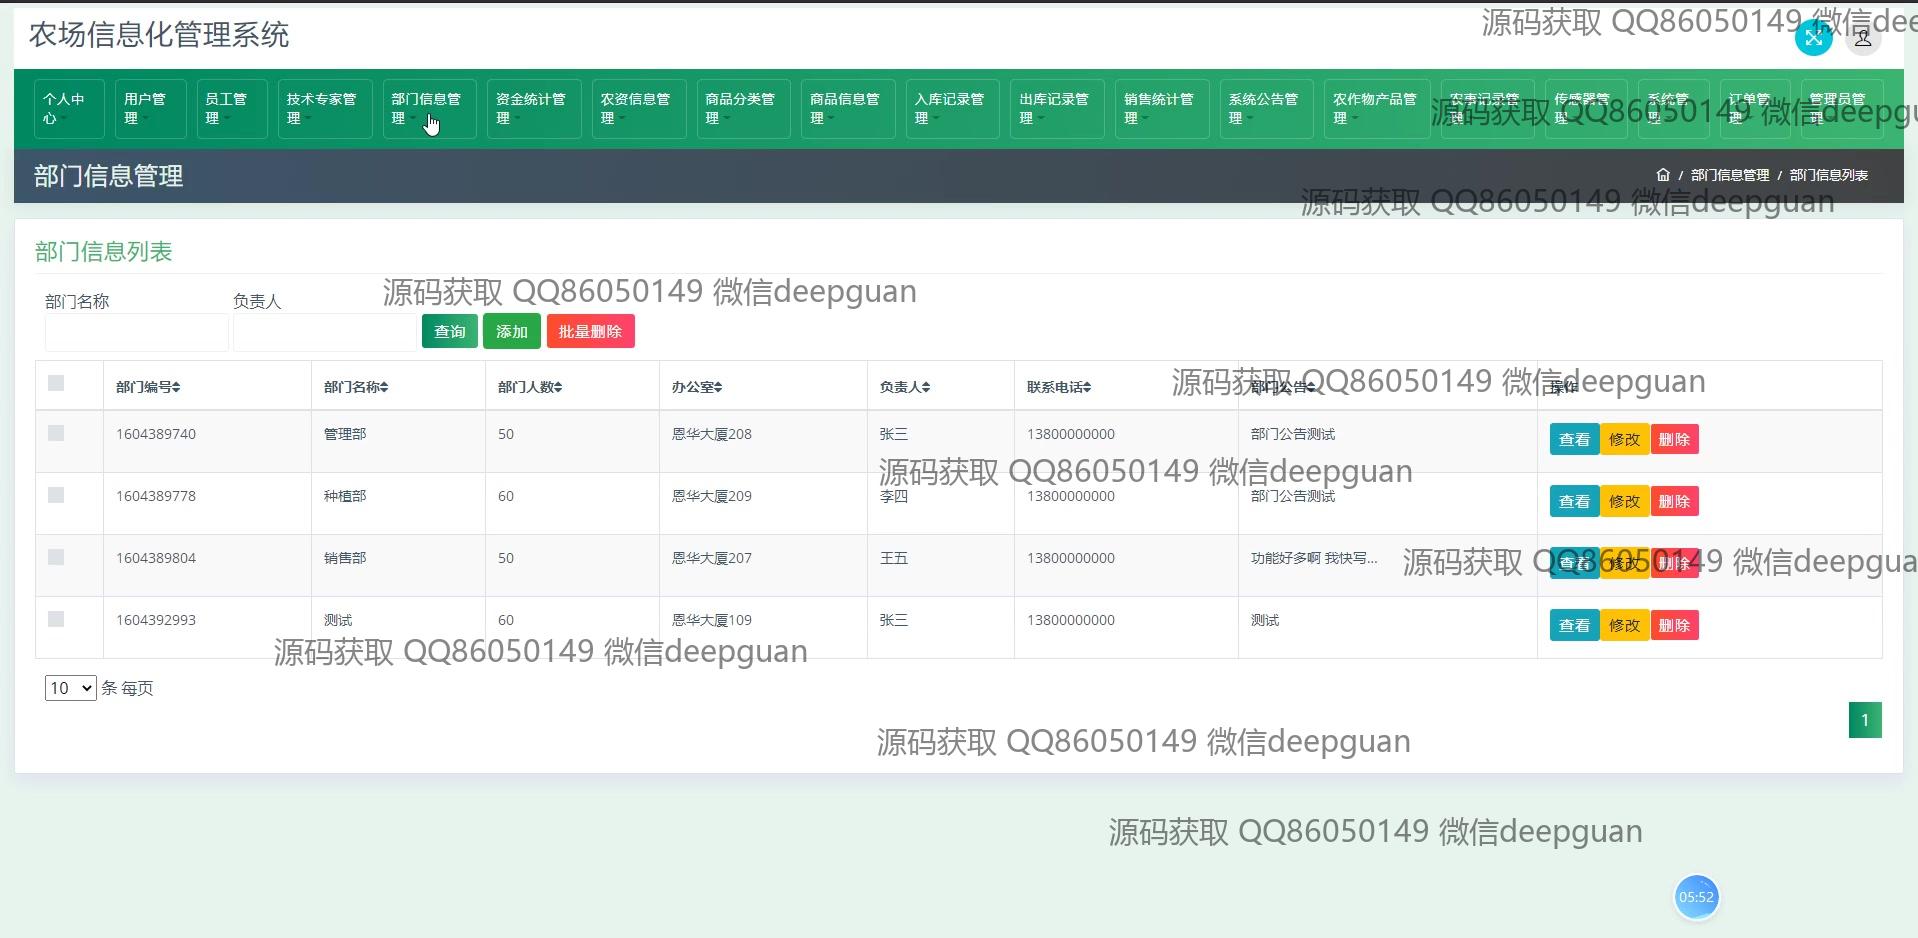 农场信息化管理系统
源码获取 QQ86050149 微信dee
个人中心
用户管理
员工管理
技术专家管理
部门信息管理
资金统计管理
农资信息管理
商品分类管理
商品信息管理
入库记录管理
出库记录管理
销售统计管理
系统公告管理
农作物产品管理
农事记录管理
传感器管理
系统管理
订单管理
管理员管理
源码获取 QQ86050149 微信deepgu
部门信息管理
/ 部门信息管理 / 部门信息列表
源码获取 QQ86050149 微信deepguan
部门信息列表
源码获取 QQ86050149 微信deepguan
部门名称 负责人
查询 添加 批量删除
部门编号 部门名称 部门人数 办公室 负责人 联系电话 部门公告 操作
源码获取 QQ86050149 微信deepguan
1604389740 管理部 50 恩华大厦208 张三 13800000000 部门公告测试 查看 修改 删除
源码获取 QQ86050149 微信deepguan
1604389778 种植部 60 恩华大厦209 李四 13800000000 部门公告测试 查看 修改 删除
1604389804 销售部 50 恩华大厦207 王五 13800000000 功能好多啊 我快写... 查看 修改 删除
源码获取 QQ86050149 微信deepgua
1604392993 测试 60 恩华大厦109 张三 13800000000 测试 查看 修改 删除
源码获取 QQ86050149 微信deepguan
10 条 每页
1
源码获取 QQ86050149 微信deepguan
源码获取 QQ86050149 微信deepguan
05:52